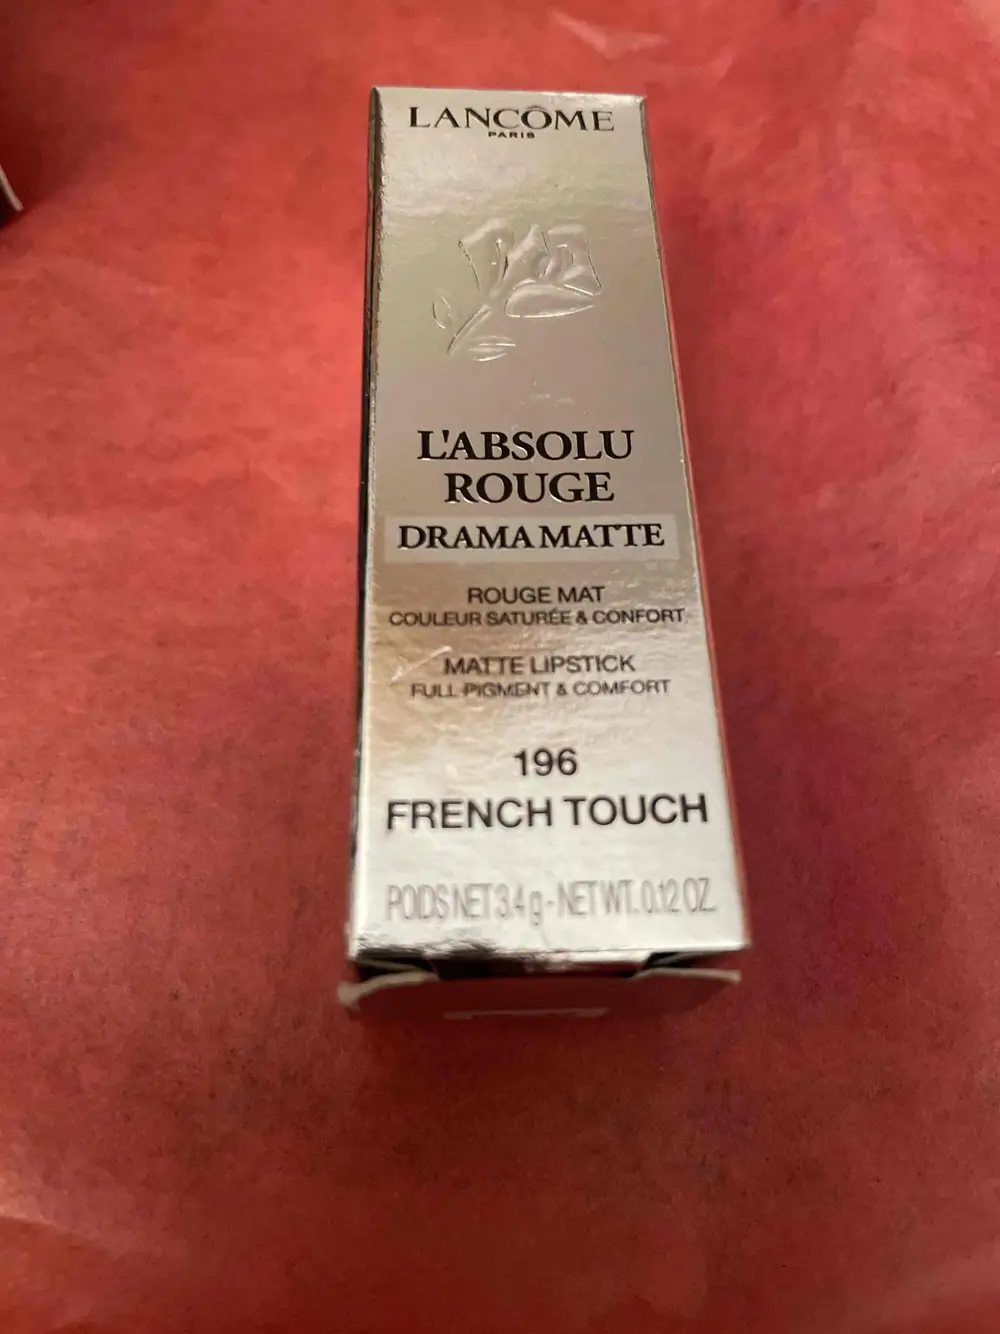 LANCÔME
PARIS
L'ABSOLU
ROUGE
DRAMA MATTE
ROUGE MAT
COULEUR SATURÉE & CONFORT
MATTE LIPSTICK
FULL PIGMENT & COMFORT
196
FRENCH TOUCH
POIDS NET 3.4 g - NET WT. 0.12 OZ.